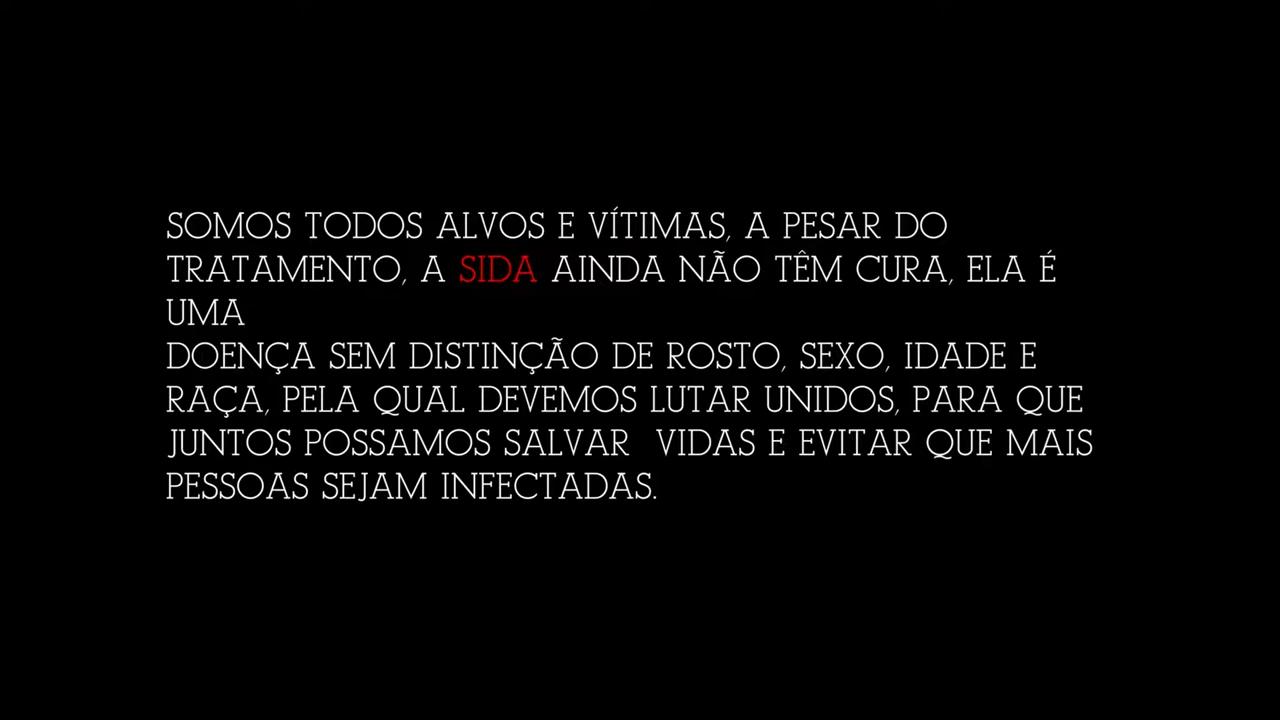 SOMOS TODOS ALVOS E VÍTIMAS, A PESAR DO
TRATAMENTO, A SIDA AINDA NÃO TÊM CURA, ELA É
UMA
DOENÇA SEM DISTINÇÃO DE ROSTO, SEXO, IDADE E
RAÇA, PELA QUAL DEVEMOS LUTAR UNIDOS, PARA QUE
JUNTOS POSSAMOS SALVAR  VIDAS E EVITAR QUE MAIS
PESSOAS SEJAM INFECTADAS.